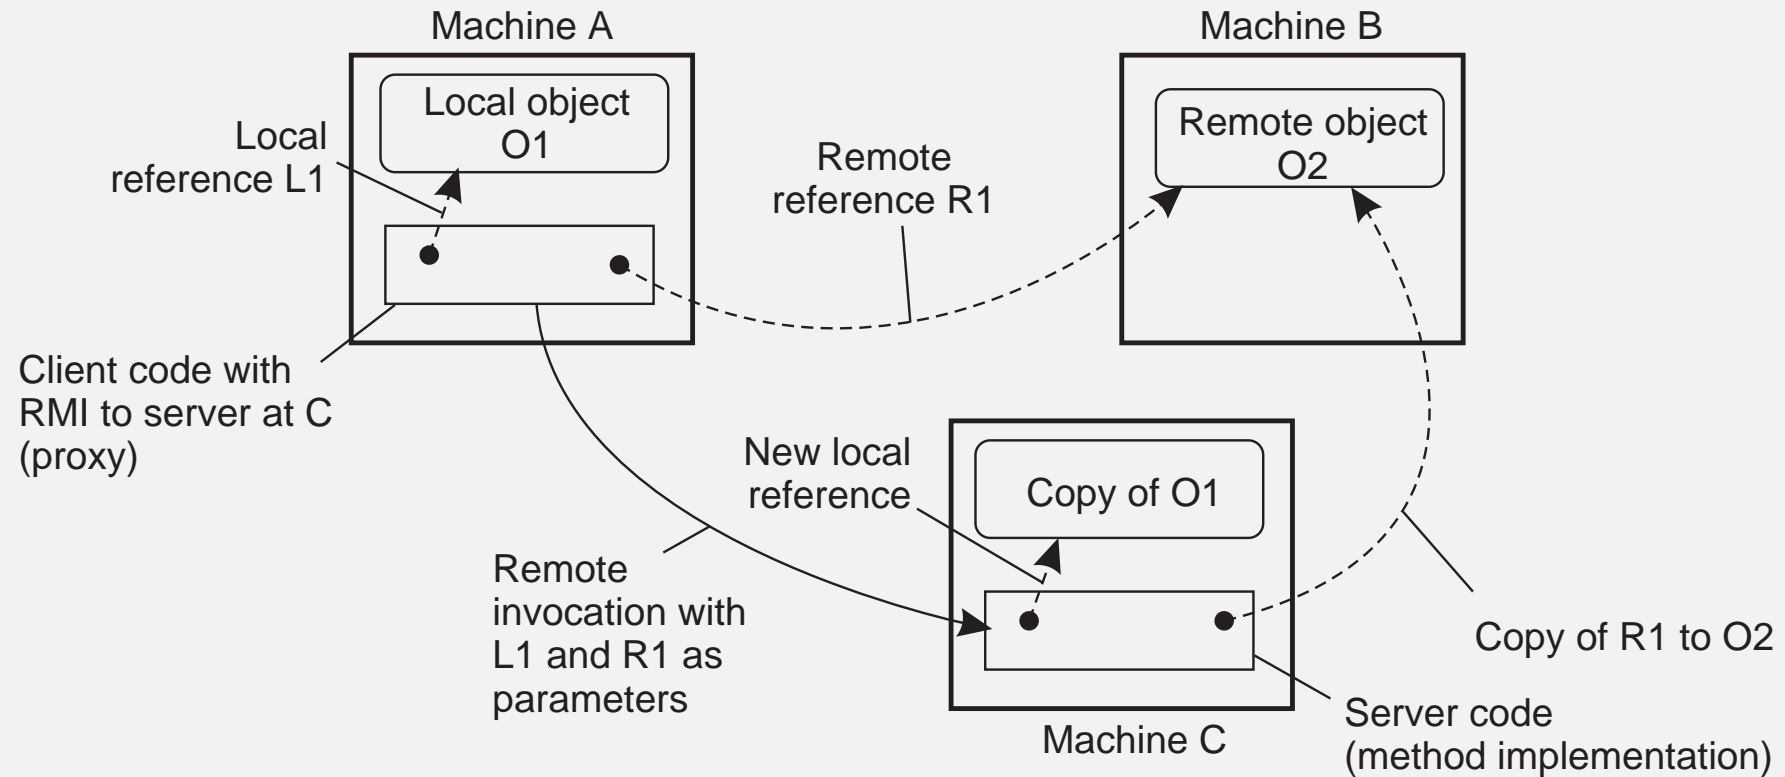 Machine A
Machine B
Local object
O1
Remote object
O2
Local
reference L1
Remote
reference R1
Client code with
RMI to server at C
(proxy)
New local
reference
Copy of O1
Remote
invocation with
L1 and R1 as
parameters
Copy of R1 to O2
Server code
(method implementation)
Machine C